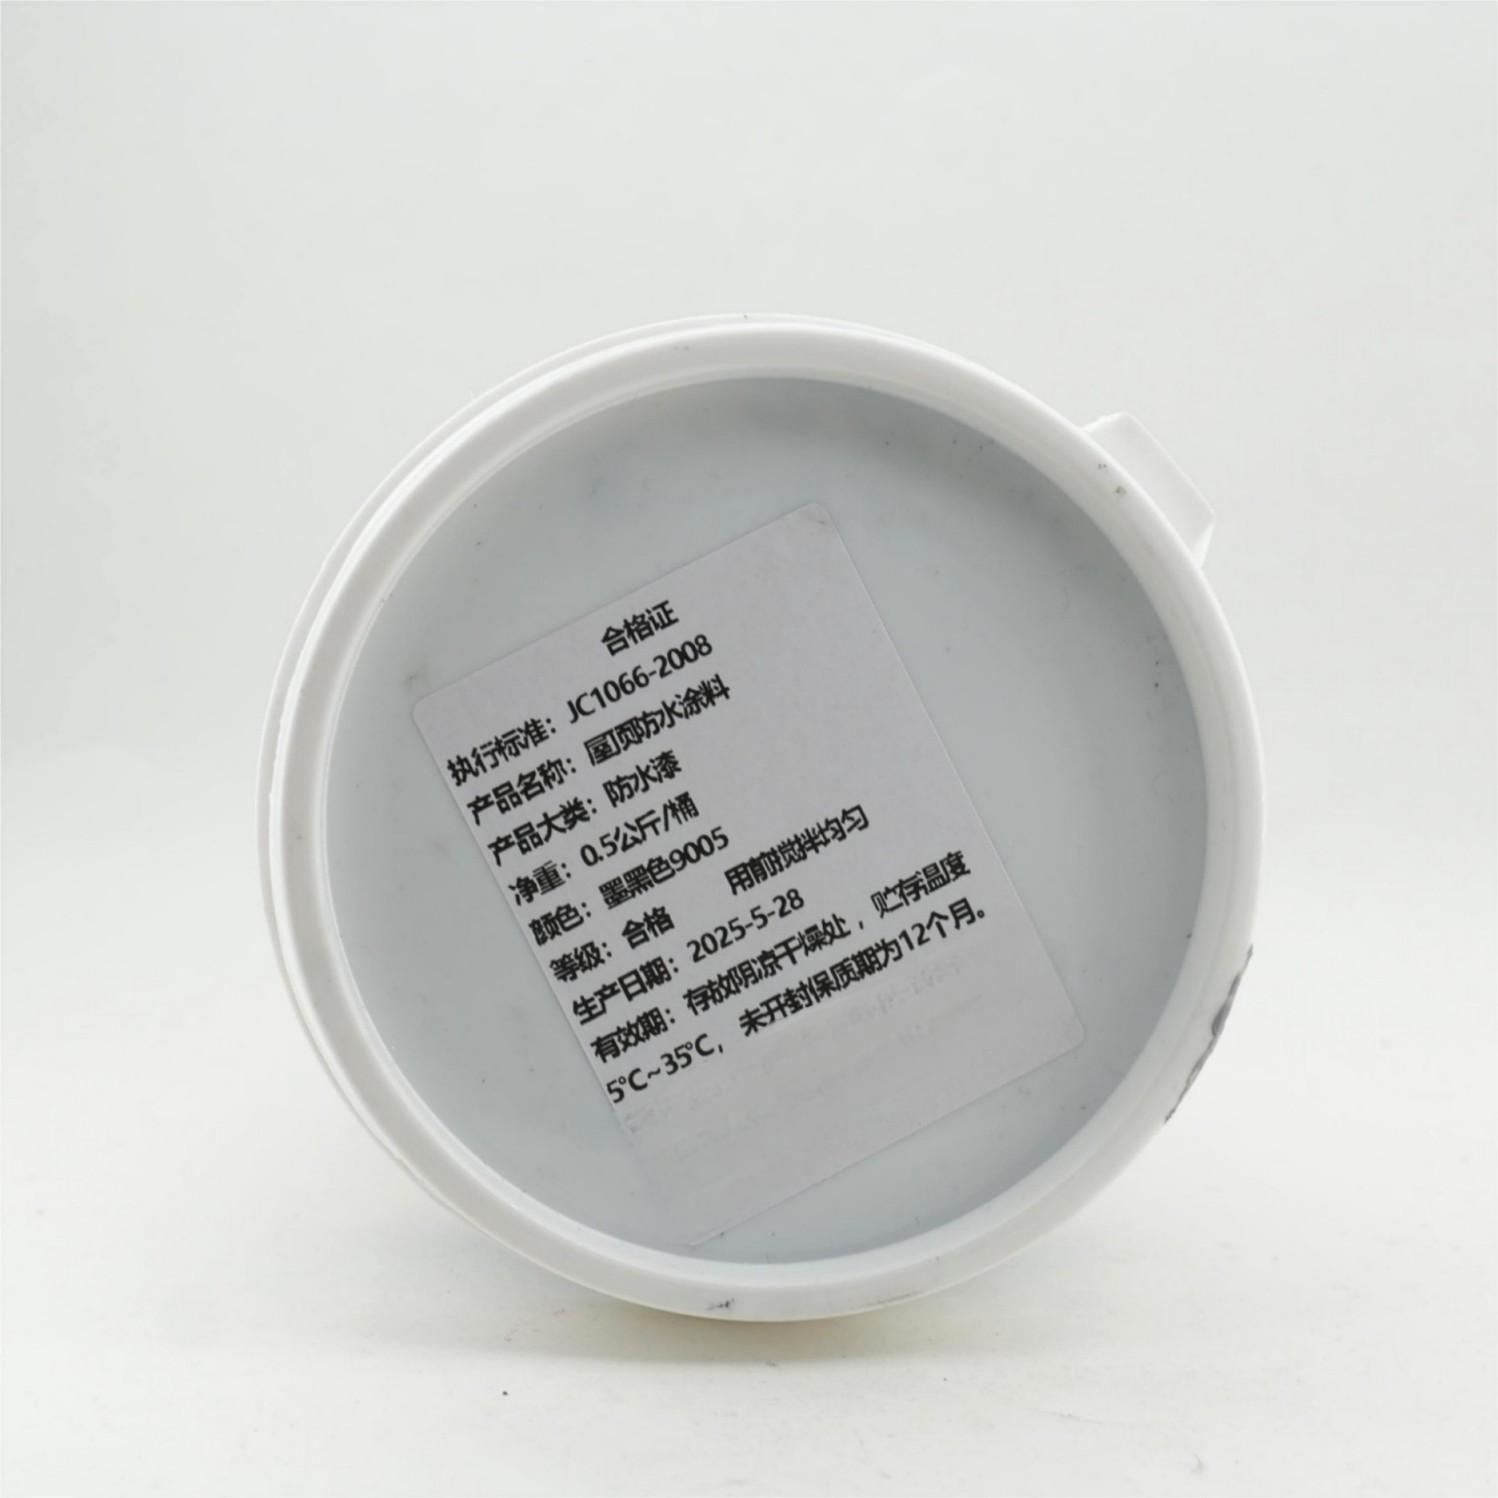 合格证
执行标准：JC1066-2008
产品名称：屋顶防水涂料
产品大类：防水漆
净重：0.5公斤/桶
颜色：墨黑色9005
等级：合格 用前搅拌均匀
生产日期：2025-5-28
有效期：存放阴凉干燥处，贮存温度
5℃~35℃，未开封保质期为12个月。